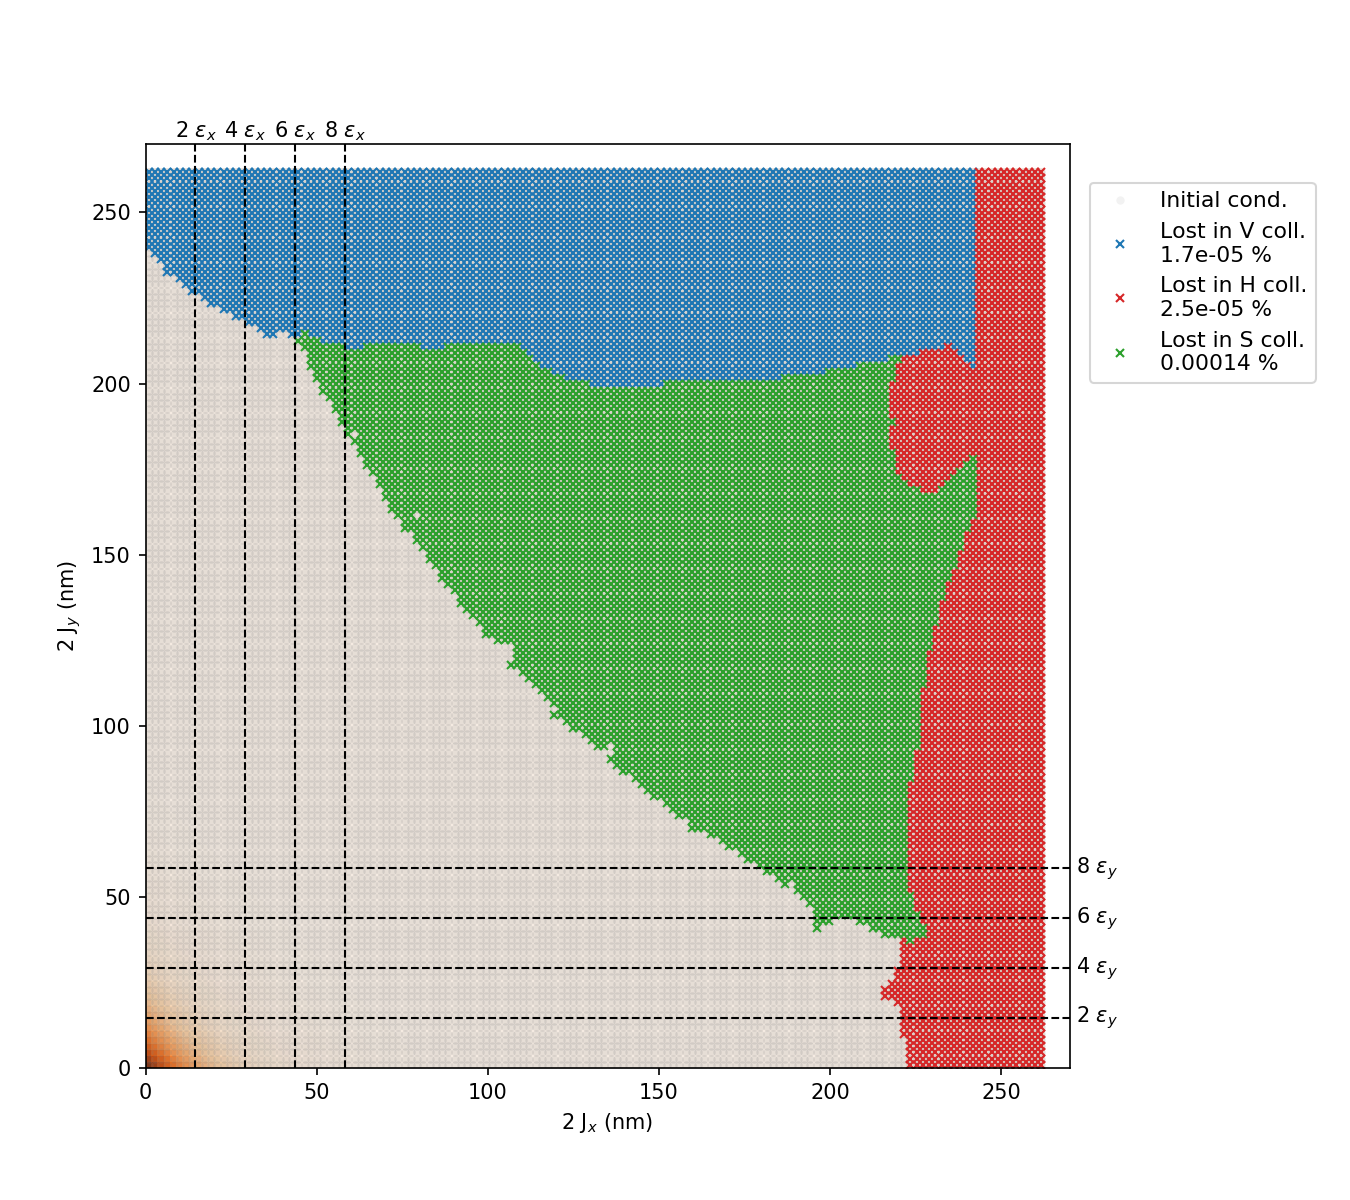 2 εx 4 εx 6 εx 8 εx
250
200
150
100
50
0
2 Jy (nm)
0 50 100 150 200 250
2 Jx (nm)
8 εy
6 εy
4 εy
2 εy
Initial cond.
Lost in V coll.
1.7e-05 %
Lost in H coll.
2.5e-05 %
Lost in S coll.
0.00014 %